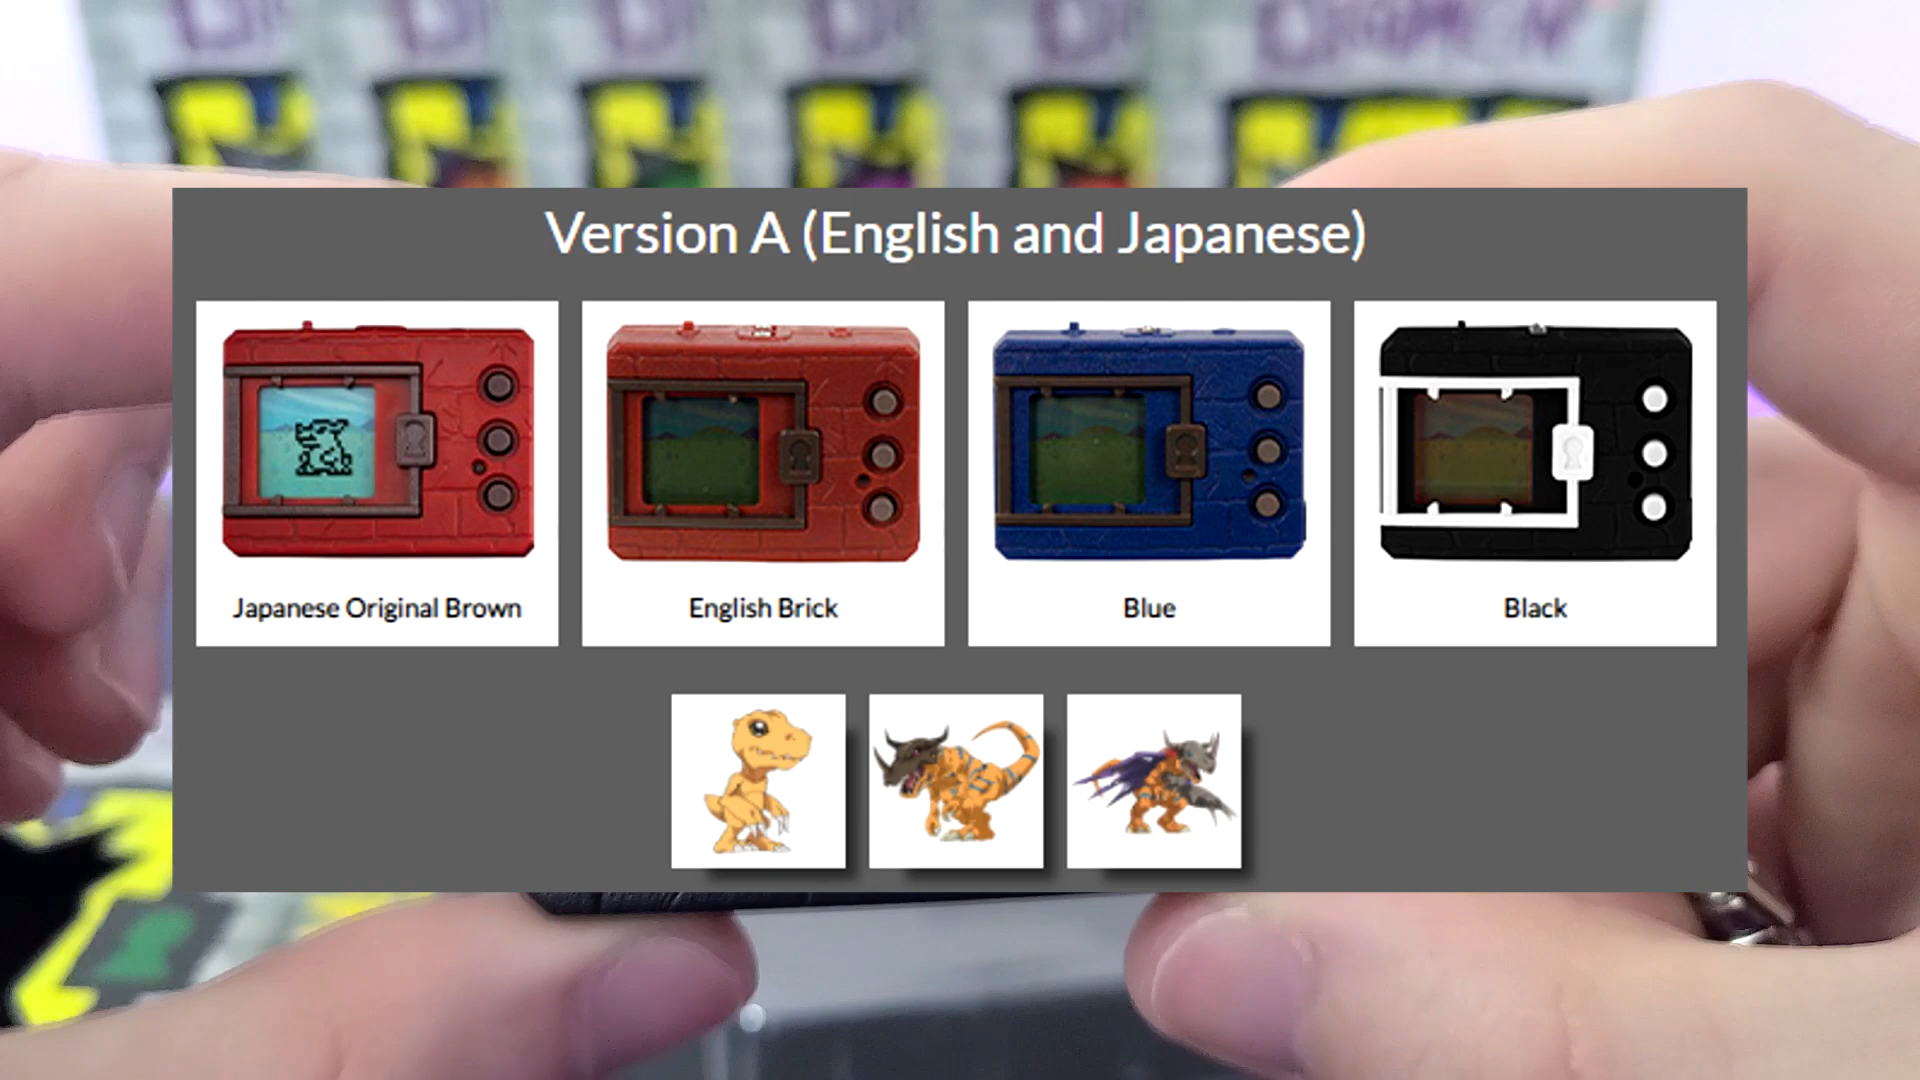 Version A (English and Japanese)
Japanese Original Brown
English Brick
Blue
Black